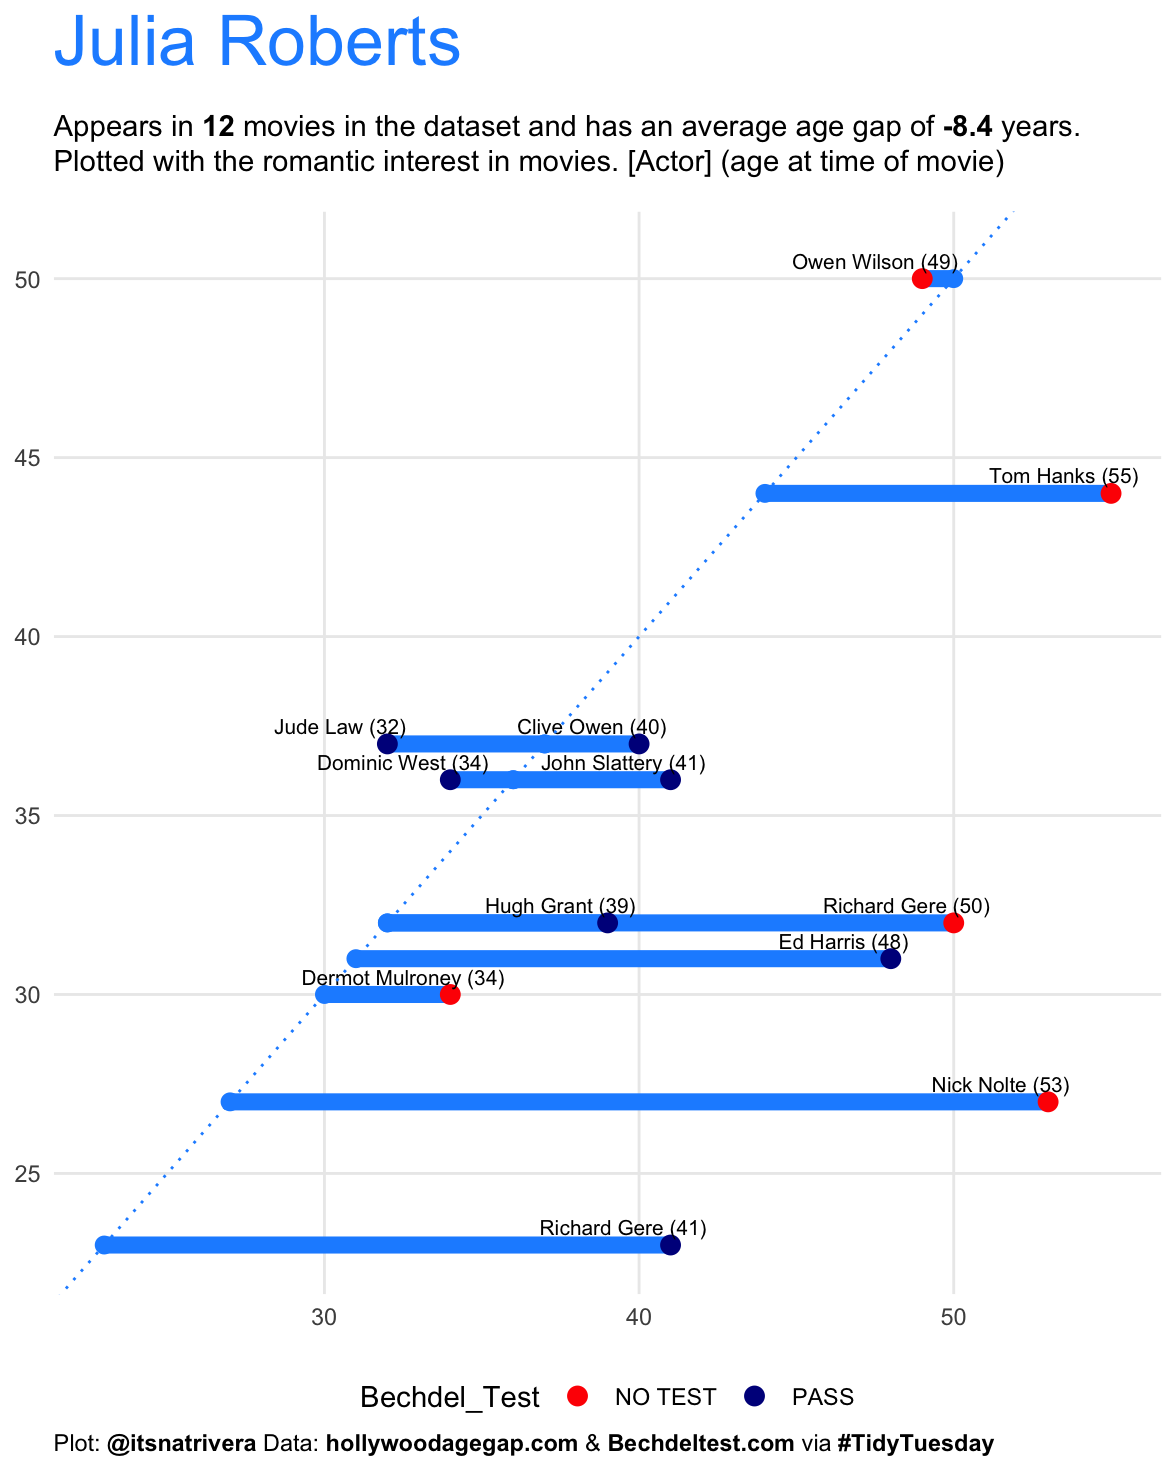 Julia Roberts
Appears in 12 movies in the dataset and has an average age gap of -8.4 years.
Plotted with the romantic interest in movies. [Actor] (age at time of movie)
Owen Wilson (49)
50
Tom Hanks (55)
45
40
Jude Law (32) Clive Owen (40)
Dominic West (34) John Slattery (41)
35
Hugh Grant (39) Richard Gere (50)
Ed Harris (48)
Dermot Mulroney (34)
30
Nick Nolte (53)
25
Richard Gere (41)
30 40 50
Bechdel_Test NO TEST PASS
Plot: @itsnatrivera Data: hollywoodagegap.com & Bechdeltest.com via #TidyTuesday